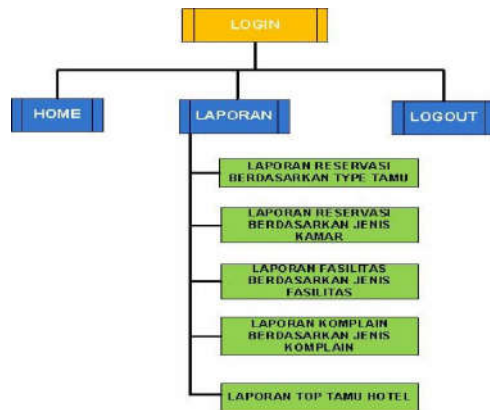 LOGIN
HOME
LAPORAN
LOGOUT
LAPORAN RESERVASI
BERDASARKAN TYPE TAMU
LAPORAN RESERVASI
BERDASARKAN JENIS
KAMAR
LAPORAN FASILITAS
BERDASARKAN JENIS
FASILITAS
LAPORAN KOMPLAIN
BERDASARKAN JENIS
KOMPLAIN
LAPORAN TOP TAMU HOTEL